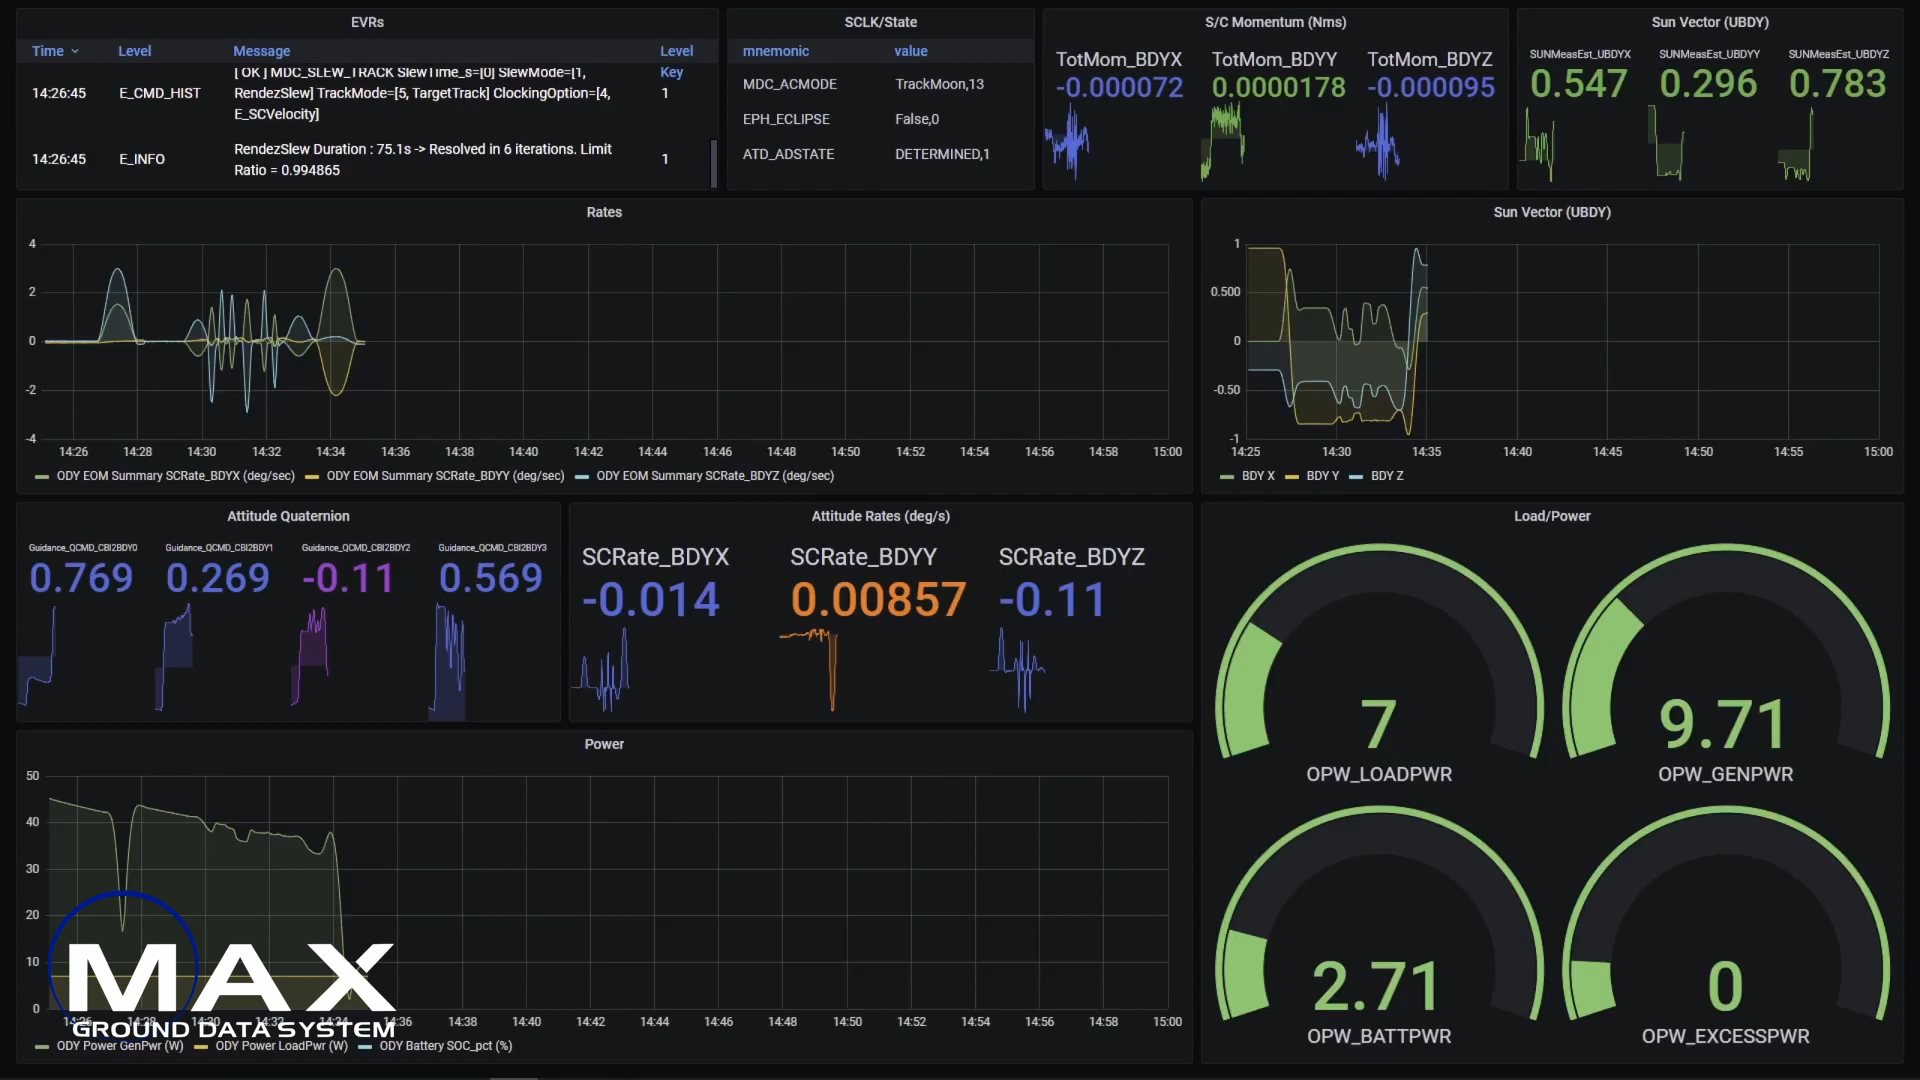 EVRs
Time Level Message Level Key
14:26:45 E_CMD_HIST [ OK ] MDC_SLEW_TRACK SlewTime_s=[0] SlewMode=[1,
RendezSlew] TrackMode=[5, TargetTrack] ClockingOption=[4,
E_SCVelocity] 1
14:26:45 E_INFO RendezSlew Duration : 75.1s -> Resolved in 6 iterations. Limit
Ratio = 0.994865 1
SCLK/State
mnemonic value
MDC_ACMODE TrackMoon,13
EPH_ECLIPSE False,0
ATD_ADSTATE DETERMINED,1
S/C Momentum (Nms)
TotMom_BDYX TotMom_BDYY TotMom_BDYZ
-0.000072 0.0000178 -0.000095
Sun Vector (UBDY)
SUNMeasEst_UBDYX SUNMeasEst_UBDYY SUNMeasEst_UBDYZ
0.547 0.296 0.783
Rates
4
2
0
-2
-4
14:26 14:28 14:30 14:32 14:34 14:36 14:38 14:40 14:42 14:44 14:46 14:48 14:50 14:52 14:54 14:56 14:58 15:00
ODY EOM Summary SCRate_BDYX (deg/sec) ODY EOM Summary SCRate_BDYY (deg/sec) ODY EOM Summary SCRate_BDYZ (deg/sec)
Sun Vector (UBDY)
1
0.500
0
-0.50
-1
14:25 14:30 14:35 14:40 14:45 14:50 14:55 15:00
BDY X BDY Y BDY Z
Attitude Quaternion
Guidance_QCMD_CBI2BDY0 Guidance_QCMD_CBI2BDY1 Guidance_QCMD_CBI2BDY2 Guidance_QCMD_CBI2BDY3
0.769 0.269 -0.11 0.569
Attitude Rates (deg/s)
SCRate_BDYX SCRate_BDYY SCRate_BDYZ
-0.014 0.00857 -0.11
Load/Power
7
OPW_LOADPWR
9.71
OPW_GENPWR
2.71
OPW_BATTPWR
0
OPW_EXCESSPWR
Power
50
40
30
20
10
0
14:26 14:28 14:30 14:32 14:34 14:36 14:38 14:40 14:42 14:44 14:46 14:48 14:50 14:52 14:54 14:56 14:58 15:00
ODY Power GenPwr (W) ODY Power LoadPwr (W) ODY Battery SOC_pct (%)
MAX
GROUND DATA SYSTEM